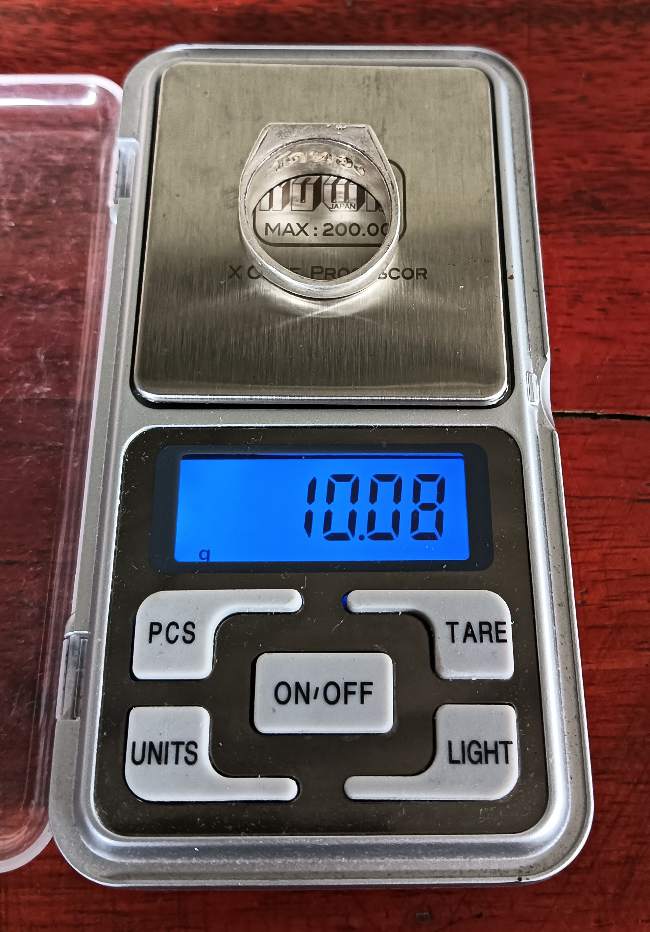 JAPAN
MAX : 200.00
10.08
g
PCS
TARE
ON/OFF
UNITS
LIGHT